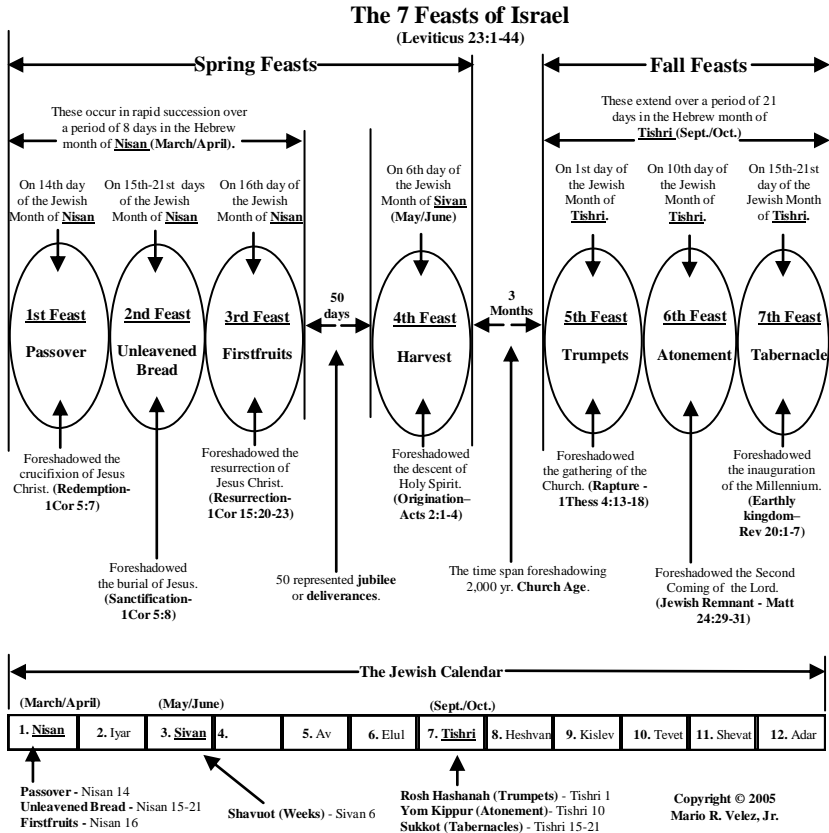 The 7 Feasts of Israel
(Leviticus 23:1-44)
Spring Feasts
Fall Feasts
These occur in rapid succession over
a period of 8 days in the Hebrew
month of Nisan (March/April).
These extend over a period of 21
days in the Hebrew month of
Tishri (Sept./Oct.)
On 14th day
of the Jewish
Month of Nisan
On 15th-21st days
of the Jewish
Month of Nisan
On 16th day of
the Jewish
Month of Nisan
On 6th day of
the Jewish
Month of Sivan
(May/June)
On 1st day of
the Jewish
Month of
Tishri.
On 10th day of
the Jewish
Month of
Tishri.
On 15th-21st
day of the
Jewish Month
of Tishri.
1st Feast
Passover
2nd Feast
Unleavened
Bread
3rd Feast
Firstfruits
50
days
4th Feast
Harvest
3
Months
5th Feast
Trumpets
6th Feast
Atonement
7th Feast
Tabernacle
Foreshadowed the
crucifixion of Jesus
Christ. (Redemption-
1Cor 5:7)
Foreshadowed
the burial of Jesus.
(Sanctification-
1Cor 5:8)
Foreshadowed the
resurrection of
Jesus Christ.
(Resurrection-
1Cor 15:20-23)
50 represented jubilee
or deliverances.
Foreshadowed
the descent of
Holy Spirit.
(Origination–
Acts 2:1-4)
The time span foreshadowing
2,000 yr. Church Age.
Foreshadowed
the gathering of the
Church. (Rapture -
1Thess 4:13-18)
Foreshadowed the Second
Coming of the Lord.
(Jewish Remnant - Matt
24:29-31)
Foreshadowed
the inauguration
of the Millennium.
(Earthly
kingdom–
Rev 20:1-7)
The Jewish Calendar
(March/April)
(May/June)
(Sept./Oct.)
1. Nisan
2. Iyar
3. Sivan
4.
5. Av
6. Elul
7. Tishri
8. Heshvan
9. Kislev
10. Tevet
11. Shevat
12. Adar
Passover - Nisan 14
Unleavened Bread - Nisan 15-21
Firstfruits - Nisan 16
Shavuot (Weeks) - Sivan 6
Rosh Hashanah (Trumpets) - Tishri 1
Yom Kippur (Atonement)- Tishri 10
Sukkot (Tabernacles) - Tishri 15-21
Copyright © 2005
Mario R. Velez, Jr.